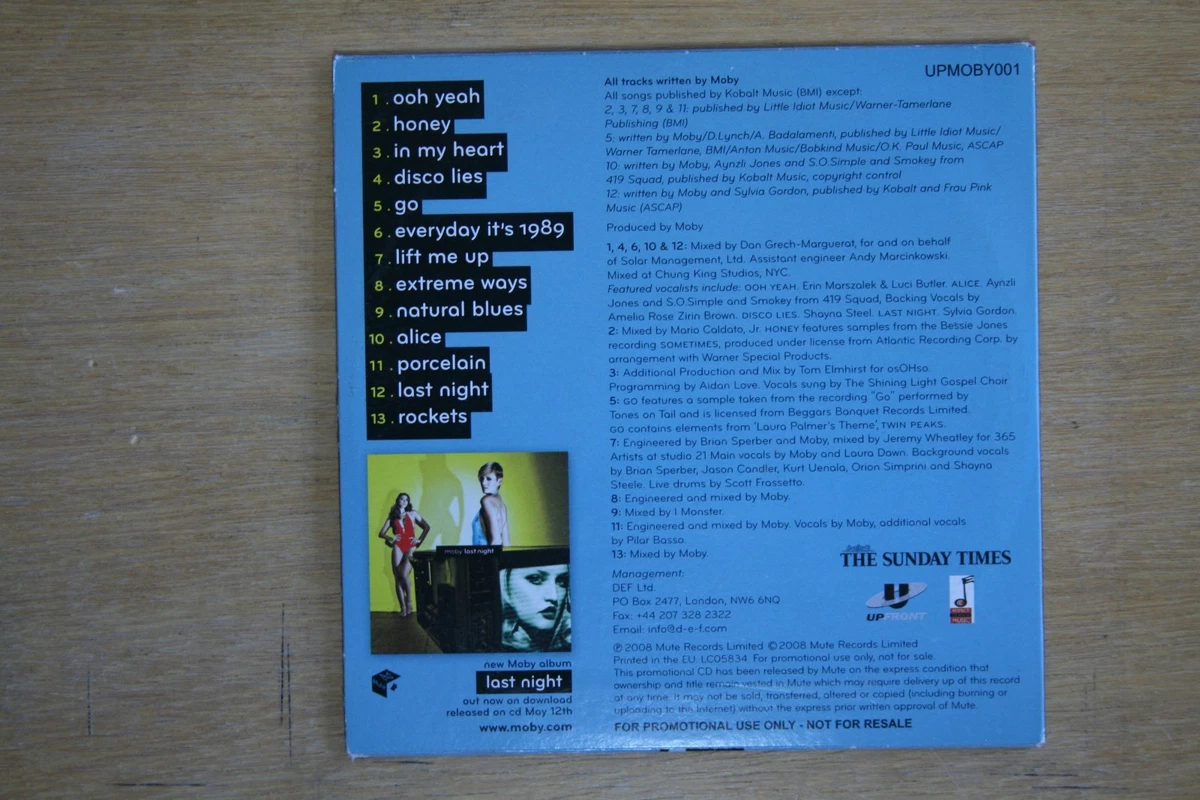 UPMOBY001
1. ooh yeah
2. honey
3. in my heart
4. disco lies
5. go
6. everyday it's 1989
7. lift me up
8. extreme ways
9. natural blues
10. alice
11. porcelain
12. last night
13. rockets
moby last night
new Moby album
last night
out now on download
released on cd May 12th
www.moby.com
All tracks written by Moby
All songs published by Kobalt Music (BMI) except:
2, 3, 7, 8, 9 & 11: published by Little Idiot Music/Warner-Tamerlane
Publishing (BMI)
5: written by Moby/D.Lynch/A. Badalamenti, published by Little Idiot Music/
Warner Tamerlane, BMI/Anton Music/Bobkind Music/O.K. Paul Music, ASCAP
10: written by Moby, Aynzli Jones and S.O.Simple and Smokey from
419 Squad, published by Kobalt Music, copyright control
12: written by Moby and Sylvia Gordon, published by Kobalt and Frau Pink
Music (ASCAP)
Produced by Moby
1, 4, 6, 10 & 12: Mixed by Dan Grech-Marguerat, for and on behalf
of Solar Management, Ltd. Assistant engineer Andy Marcinkowski.
Mixed at Chung King Studios, NYC.
Featured vocalists include: OOH YEAH. Erin Marszalek & Luci Butler. ALICE. Aynzli
Jones and S.O.Simple and Smokey from 419 Squad, Backing Vocals by
Amelia Rose Zirin Brown. DISCO LIES. Shayna Steel. LAST NIGHT. Sylvia Gordon.
2: Mixed by Mario Caldato, Jr. HONEY features samples from the Bessie Jones
recording SOMETIMES, produced under license from Atlantic Recording Corp. by
arrangement with Warner Special Products.
3: Additional Production and Mix by Tom Elmhirst for osOHso.
Programming by Aidan Love. Vocals sung by The Shining Light Gospel Choir
5: GO features a sample taken from the recording "Go" performed by
Tones on Tail and is licensed from Beggars Banquet Records Limited.
GO contains elements from 'Laura Palmer's Theme', TWIN PEAKS.
7: Engineered by Brian Sperber and Moby, mixed by Jeremy Wheatley for 365
Artists at studio 21 Main vocals by Moby and Laura Dawn. Background vocals
by Brian Sperber, Jason Candler, Kurt Uenala, Orion Simprini and Shayna
Steele. Live drums by Scott Frassetto.
8: Engineered and mixed by Moby.
9: Mixed by I Monster.
11: Engineered and mixed by Moby. Vocals by Moby, additional vocals
by Pilar Basso.
13: Mixed by Moby.
Management:
DEF Ltd.
PO Box 2477, London, NW6 6NQ
Fax: +44 207 328 2322
Email: info@d-e-f.com
THE SUNDAY TIMES
UPFRONT
MUSIC
℗ 2008 Mute Records Limited © 2008 Mute Records Limited
Printed in the EU. LC05834. For promotional use only, not for sale.
This promotional CD has been released by Mute on the express condition that
ownership and title remain vested in Mute which may require delivery up of this record
at any time. It may not be sold, transferred, altered or copied (including burning or
uploading to the Internet) without the express prior written approval of Mute.
FOR PROMOTIONAL USE ONLY - NOT FOR RESALE